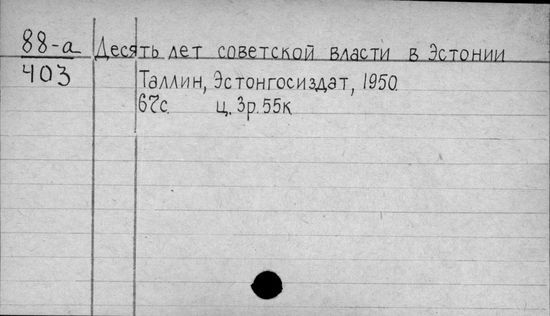 88-а Десять лет советской власти в Эстонии
403 Таллин, Эстонгосиздат, 1950.
67с. ц. 3р. 55к